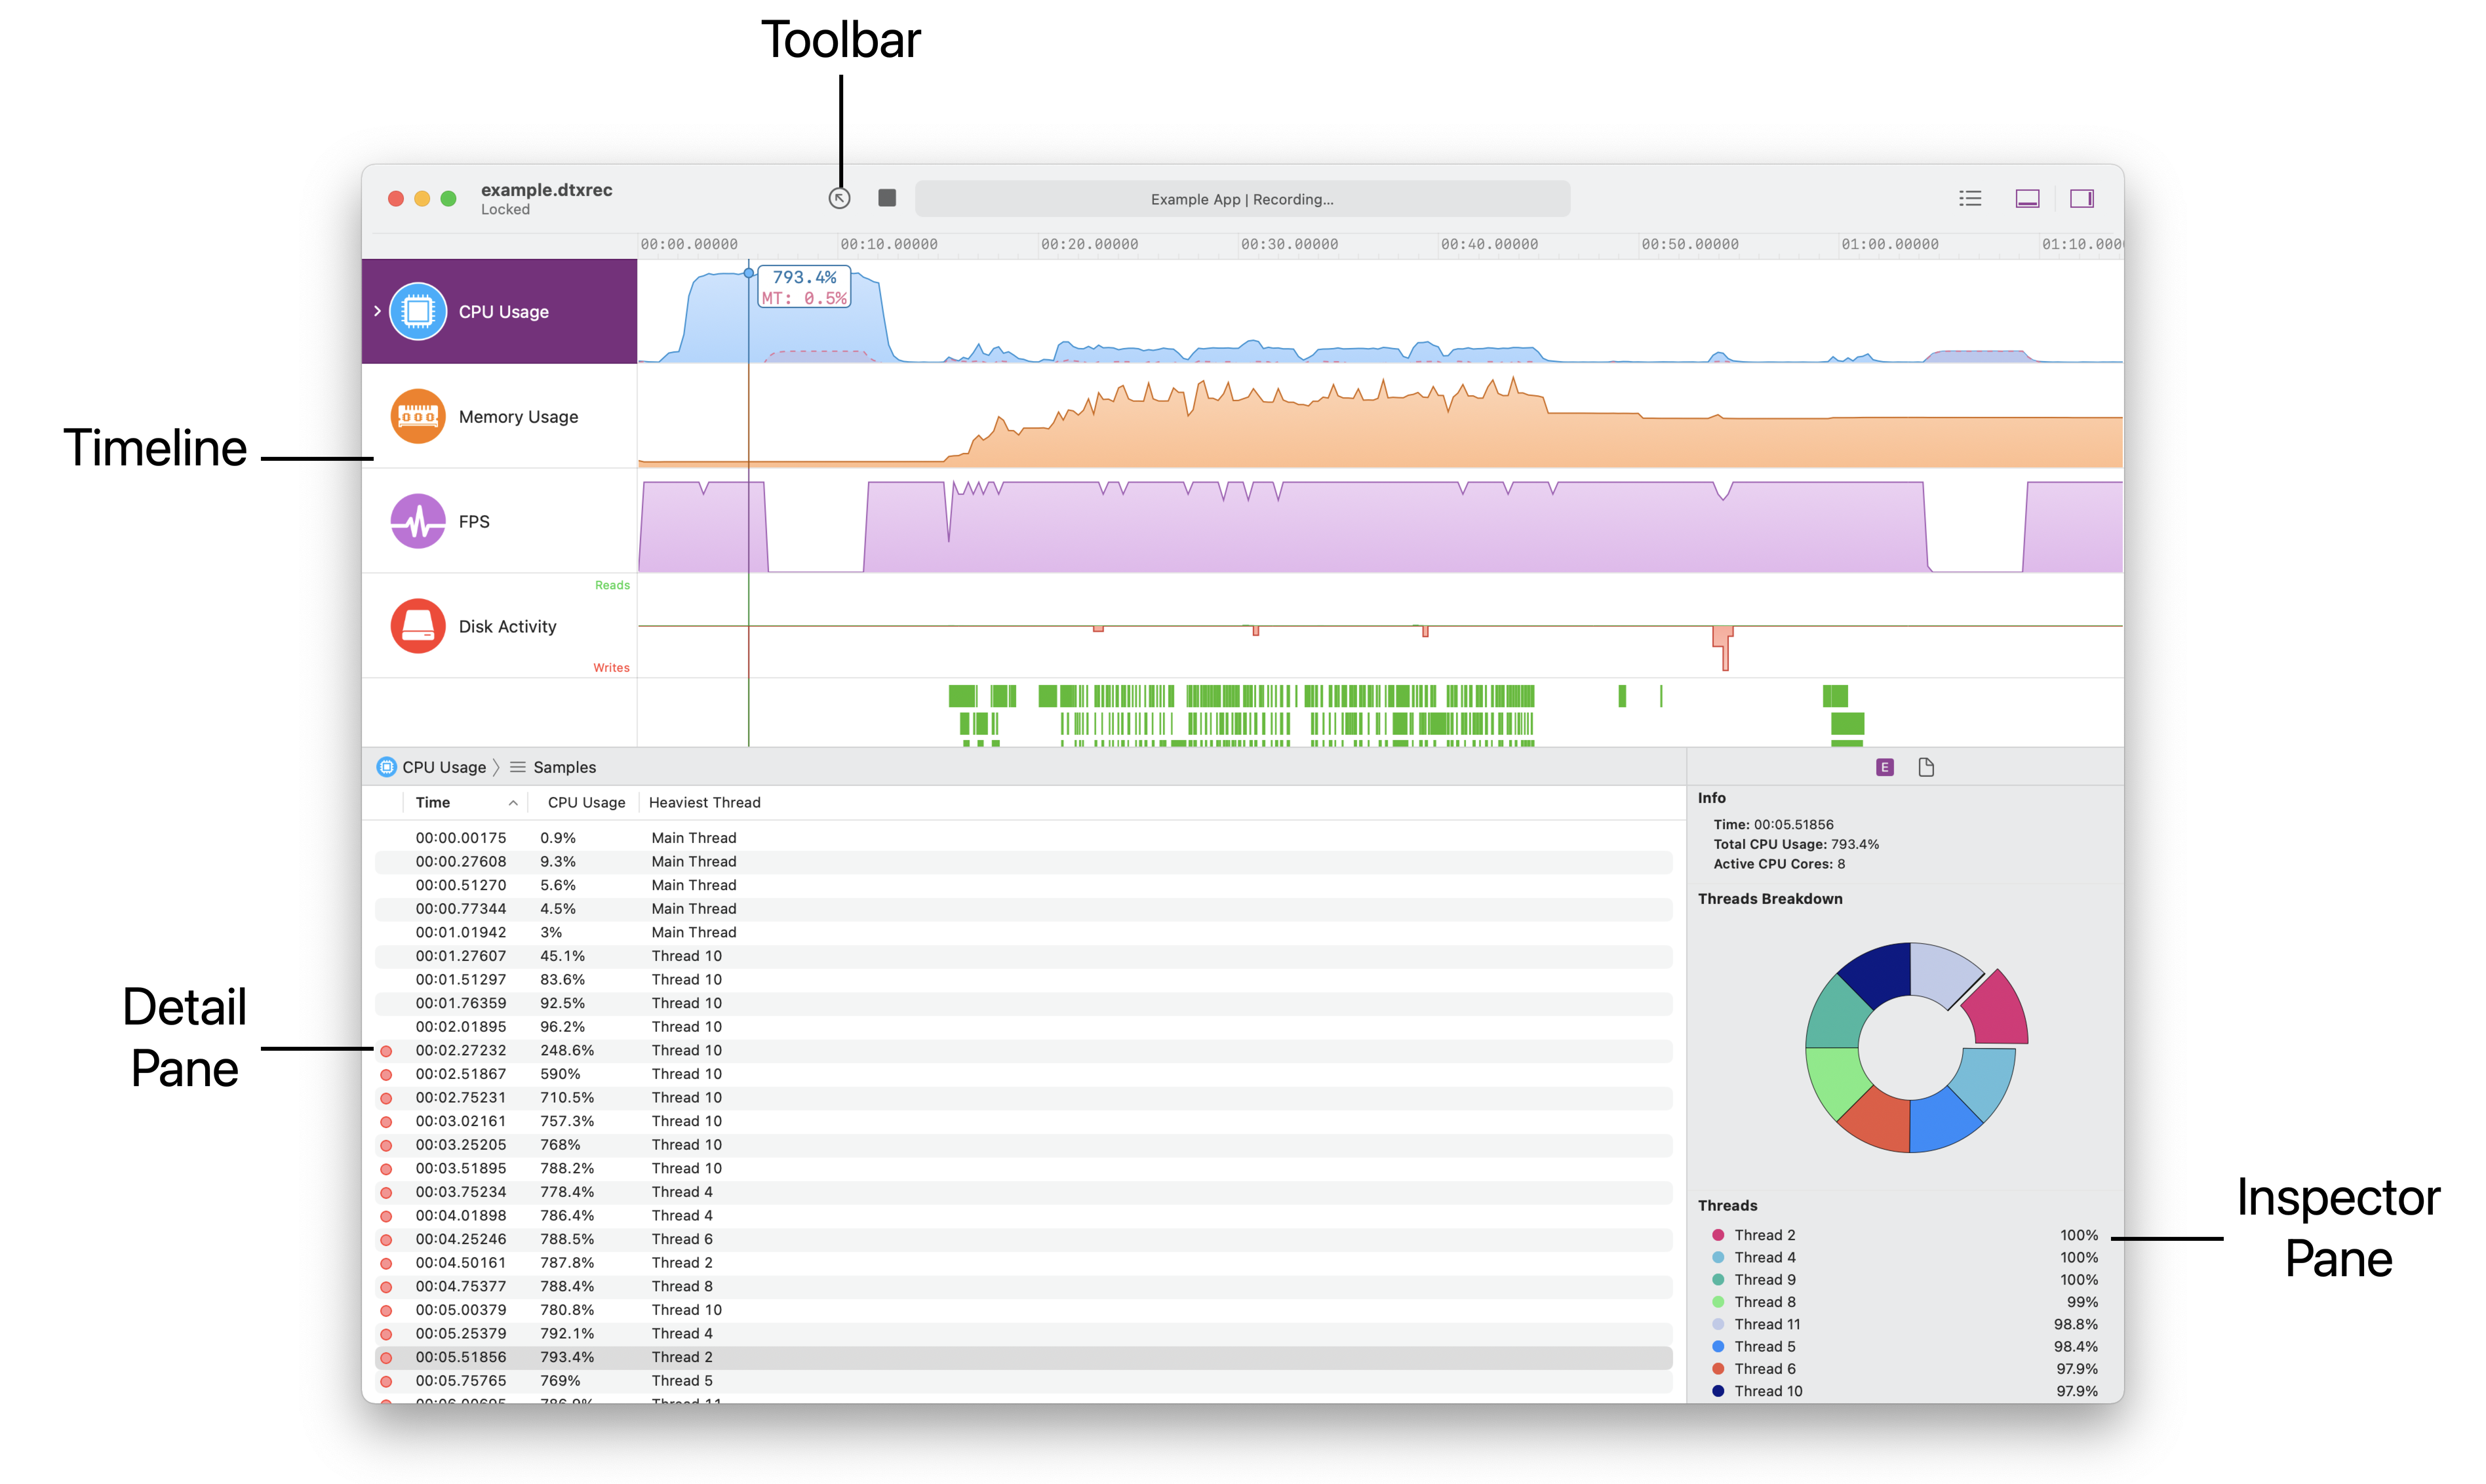 Toolbar
example.dtxrec
Locked
Example App | Recording...
00:00.00000 00:10.00000 00:20.00000 00:30.00000 00:40.00000 00:50.00000 01:00.00000 01:10.0000
793.4%
MT: 0.5%
CPU Usage
Memory Usage
Timeline
FPS
Reads
Disk Activity
Writes
CPU Usage Samples
E
Time CPU Usage Heaviest Thread
00:00.00175 0.9% Main Thread
00:00.27608 9.3% Main Thread
00:00.51270 5.6% Main Thread
00:00.77344 4.5% Main Thread
00:01.01942 3% Main Thread
00:01.27607 45.1% Thread 10
00:01.51297 83.6% Thread 10
00:01.76359 92.5% Thread 10
00:02.01895 96.2% Thread 10
00:02.27232 248.6% Thread 10
00:02.51867 590% Thread 10
00:02.75231 710.5% Thread 10
00:03.02161 757.3% Thread 10
00:03.25205 768% Thread 10
00:03.51895 788.2% Thread 10
00:03.75234 778.4% Thread 4
00:04.01898 786.4% Thread 4
00:04.25246 788.5% Thread 6
00:04.50161 787.8% Thread 2
00:04.75377 788.4% Thread 8
00:05.00379 780.8% Thread 10
00:05.25379 792.1% Thread 4
00:05.51856 793.4% Thread 2
00:05.75765 769% Thread 5
00:06.00695 786.9% Thread 11
Detail
Pane
Info
Time: 00:05.51856
Total CPU Usage: 793.4%
Active CPU Cores: 8
Threads Breakdown
Threads
Thread 2 100%
Thread 4 100%
Thread 9 100%
Thread 8 99%
Thread 11 98.8%
Thread 5 98.4%
Thread 6 97.9%
Thread 10 97.9%
Inspector
Pane